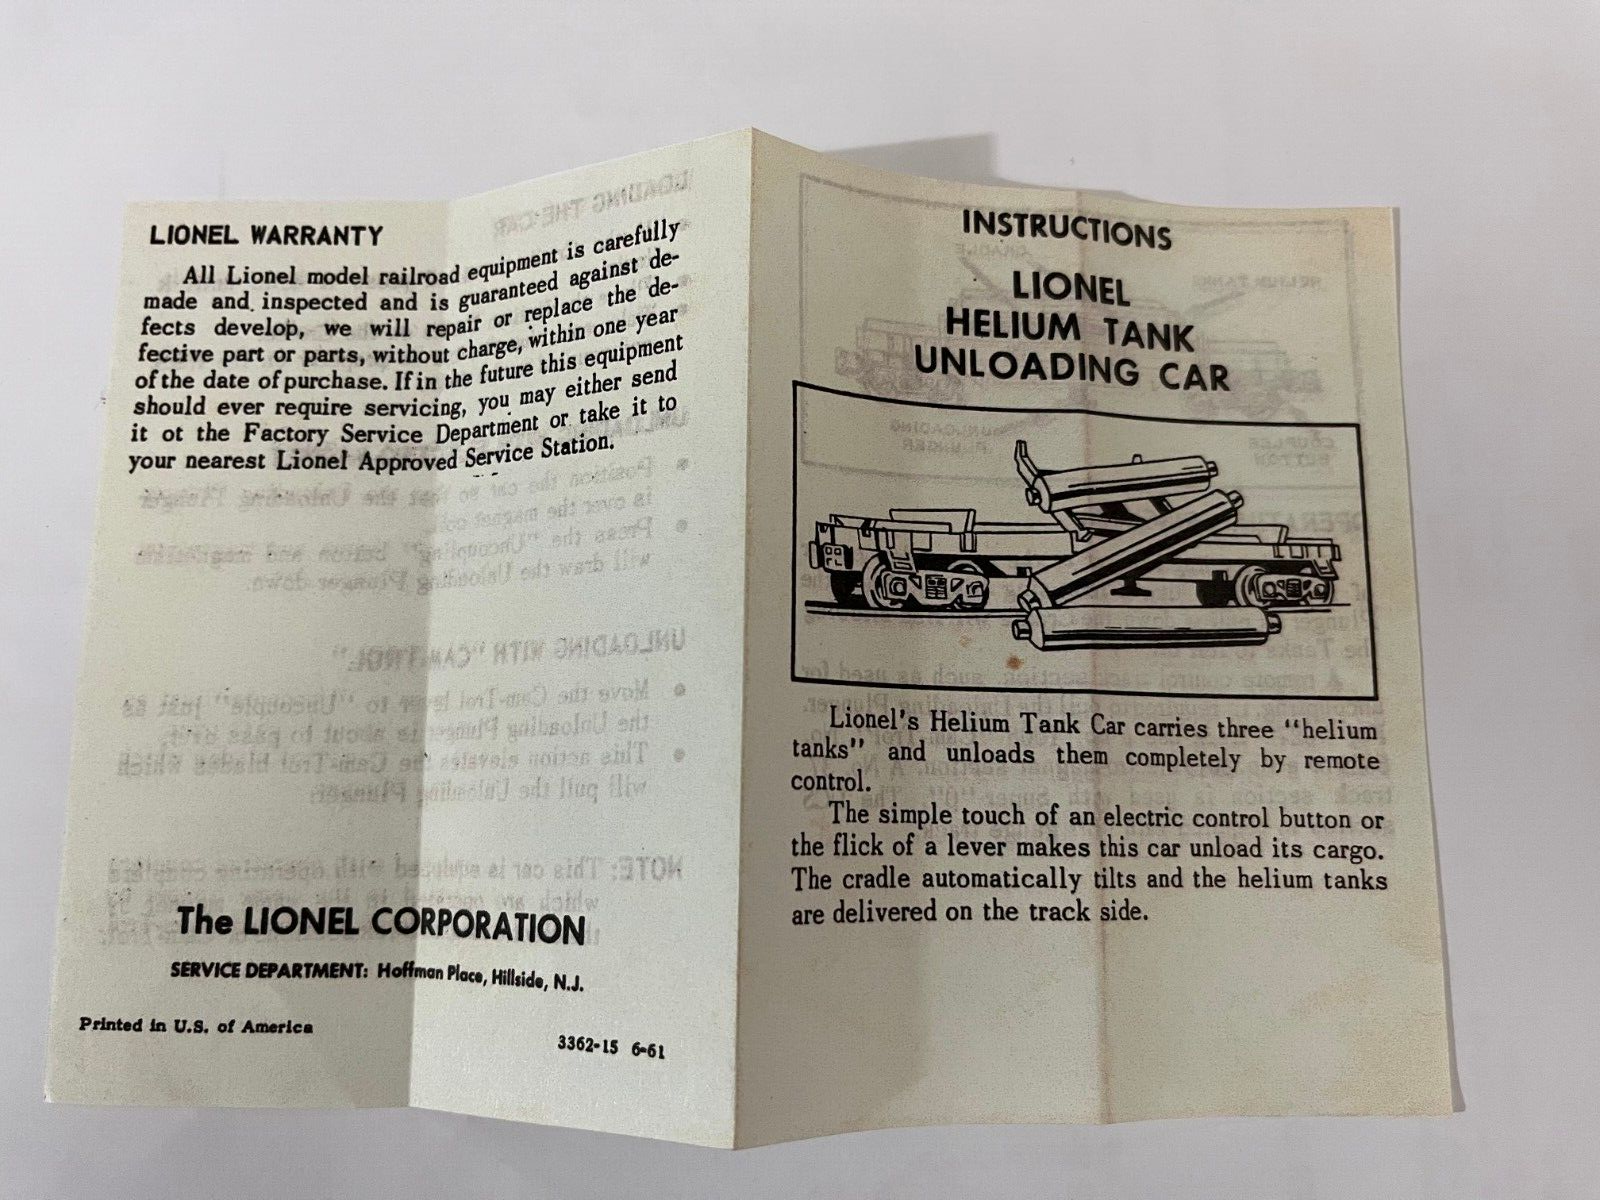 LIONEL WARRANTY
All Lionel model railroad equipment is carefully
made and inspected and is guaranteed against de-
fects develop, we will repair or replace the de-
fective part or parts, without charge, within one year
of the date of purchase. If in the future this equipment
should ever require servicing, you may either send
it ot the Factory Service Department or take it to
your nearest Lionel Approved Service Station.
The LIONEL CORPORATION
SERVICE DEPARTMENT: Hoffman Place, Hillside, N.J.
Printed in U.S. of America
3362-15 6-61
INSTRUCTIONS
LIONEL
HELIUM TANK
UNLOADING CAR
Lionel's Helium Tank Car carries three "helium
tanks" and unloads them completely by remote
control.
The simple touch of an electric control button or
the flick of a lever makes this car unload its cargo.
The cradle automatically tilts and the helium tanks
are delivered on the track side.